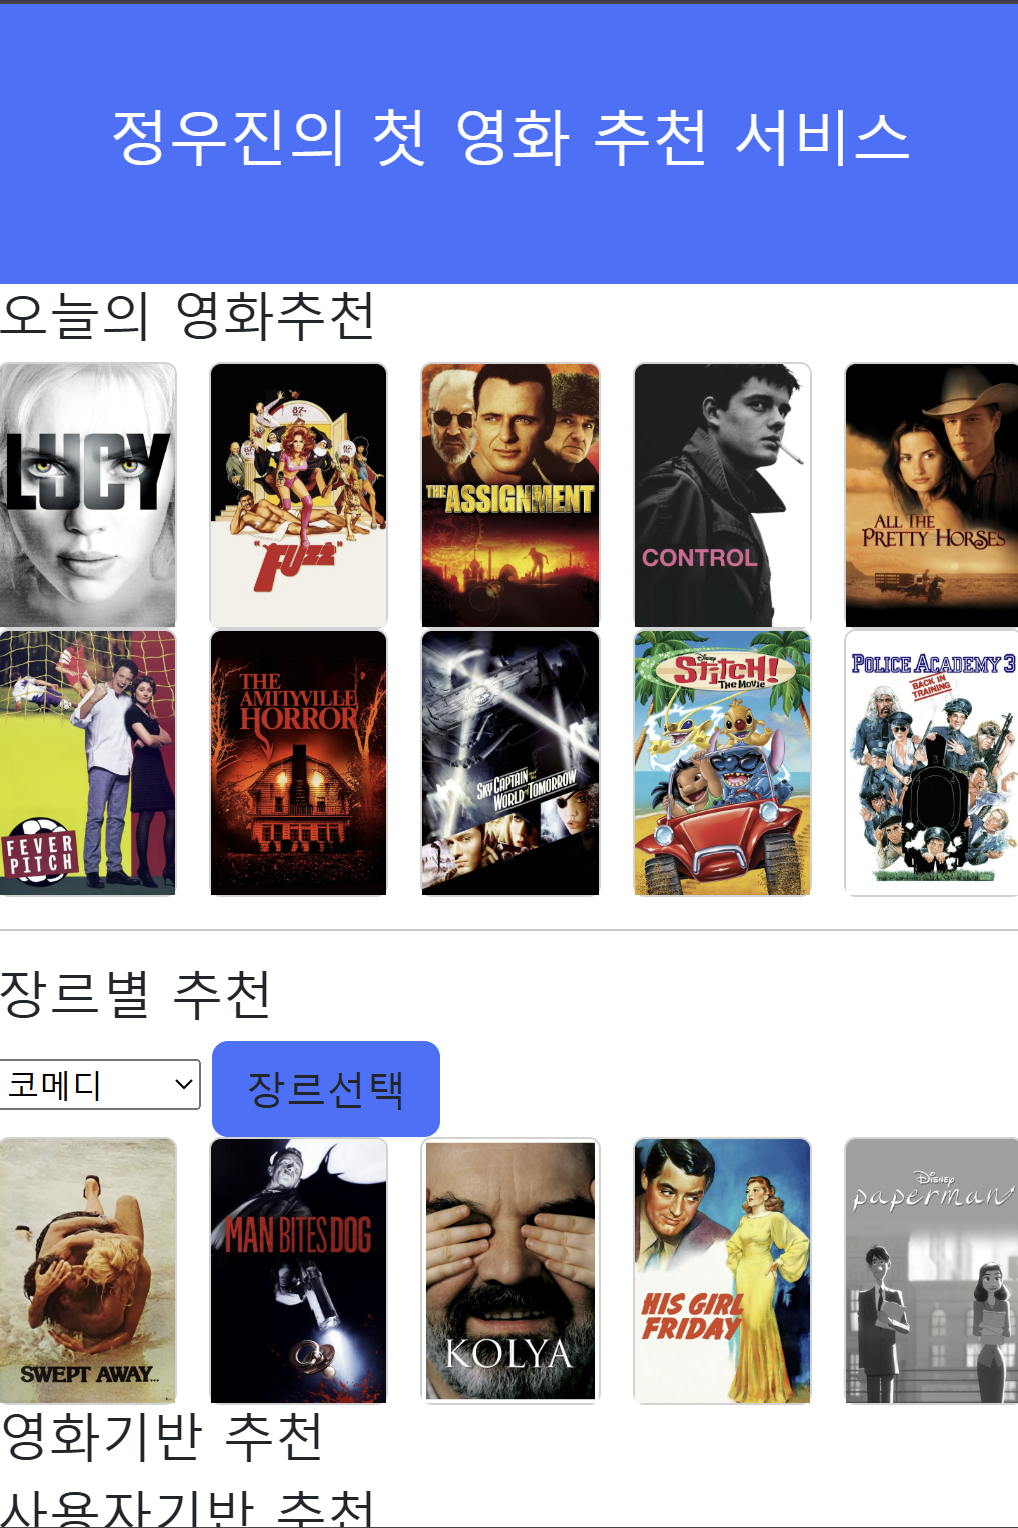 정우진의 첫 영화 추천 서비스
오늘의 영화추천
LUCY
87th
"FUZZ"
THE ASSIGNMENT
CONTROL
ALL THE
PRETTY HORSES
FEVER
PITCH
THE
AMITYVILLE
HORROR
SKY CAPTAIN AND THE
WORLD OF TOMORROW
Disney
STITCH!
THE MOVIE
POLICE ACADEMY 3
BACK IN
TRAINING
장르별 추천
코메디
장르선택
SWEPT AWAY...
MAN BITES DOG
KOLYA
HIS GIRL
FRIDAY
DISNEY
paperman
영화기반 추천
사용자기반 추천